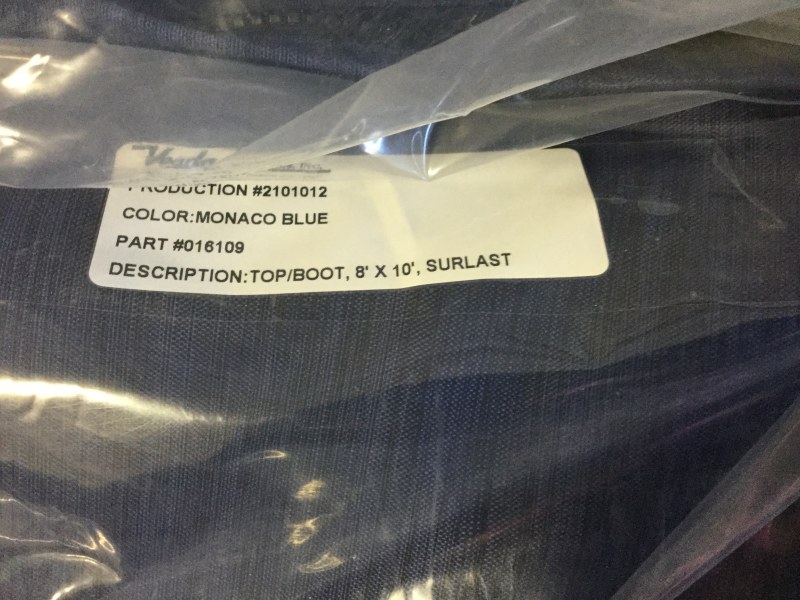 PRODUCTION #2101012
COLOR:MONACO BLUE
PART #016109
DESCRIPTION:TOP/BOOT, 8' X 10', SURLAST